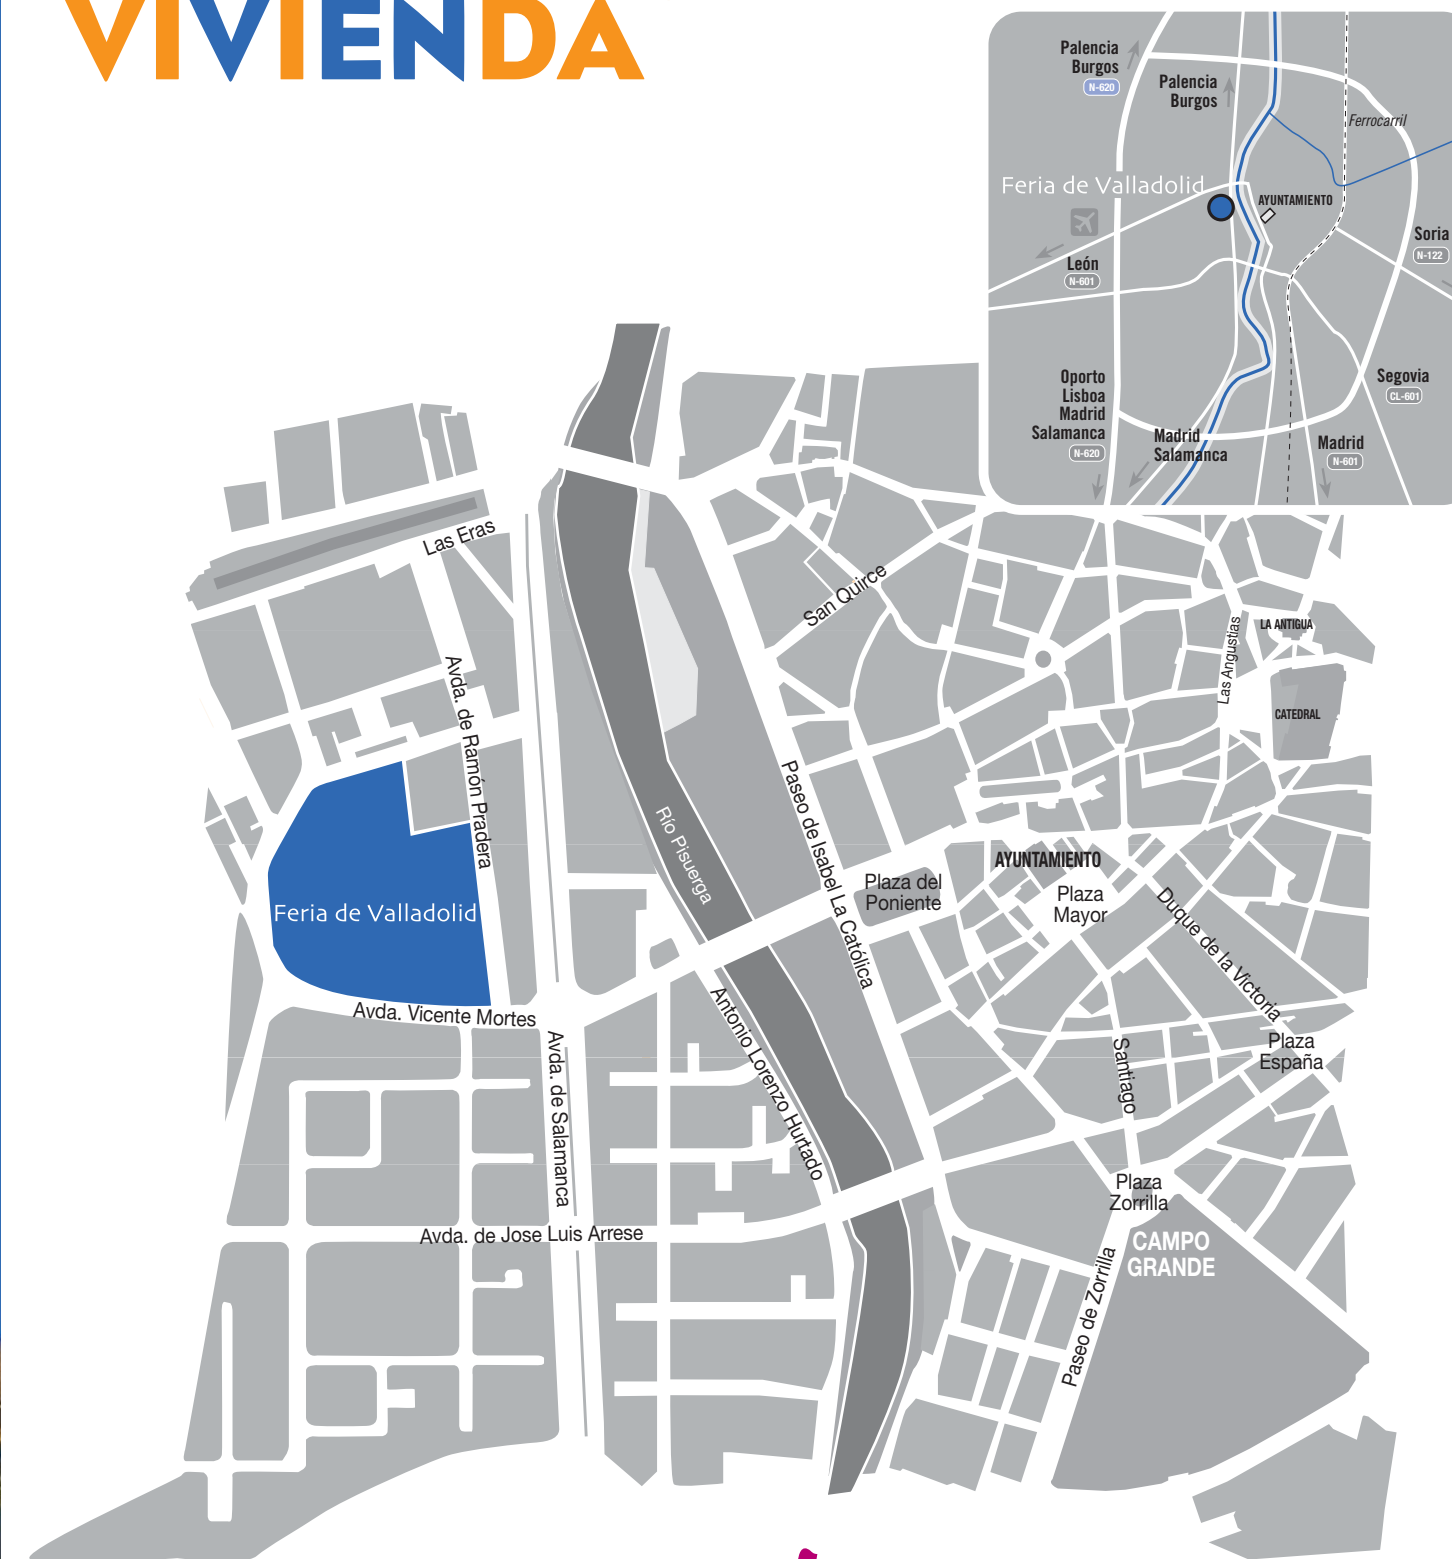 VIVIENDA
Palencia
Burgos
N-620
Palencia
Burgos
Ferrocarril
Feria de Valladolid
AYUNTAMIENTO
Soria
N-122
León
N-601
Oporto
Lisboa
Madrid
Salamanca
N-620
Madrid
Salamanca
Segovia
CL-601
Madrid
N-601
Las Eras
San Quirce
Las Angustias
LA ANTIGUA
CATEDRAL
Avda. de Ramón Pradera
Paseo de Isabel La Católica
Río Pisuerga
AYUNTAMIENTO
Plaza del
Poniente
Plaza
Mayor
Duque de la Victoria
Feria de Valladolid
Avda. Vicente Mortes
Antonio Lorenzo Hurtado
Avda. de Salamanca
Santiago
Plaza
España
Plaza
Zorrilla
Avda. de Jose Luis Arrese
CAMPO
GRANDE
Paseo de Zorrilla